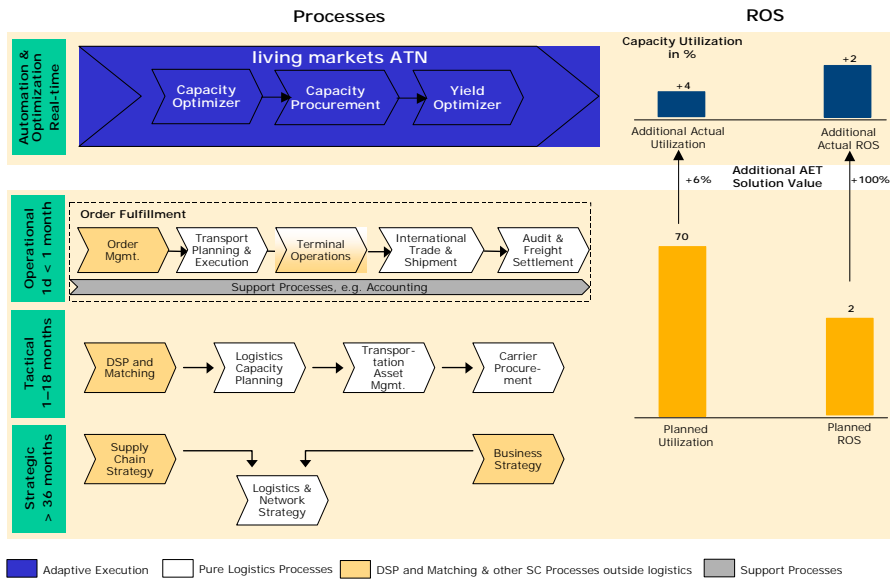 Processes
ROS
Automation &
Optimization
Real-time
living markets ATN
Capacity
Optimizer
Capacity
Procurement
Yield
Optimizer
Capacity Utilization
in %
+4
+2
Additional Actual
Utilization
Additional
Actual ROS
+6%
Additional AET
Solution Value
+100%
Operational
1d < 1 month
Order Fulfillment
Order
Mgmt.
Transport
Planning &
Execution
Terminal
Operations
International
Trade &
Shipment
Audit &
Freight
Settlement
Support Processes, e.g. Accounting
70
2
Tactical
1–18 months
DSP and
Matching
Logistics
Capacity
Planning
Transpor-
tation
Asset
Mgmt.
Carrier
Procure-
ment
Planned
Utilization
Planned
ROS
Strategic
> 36 months
Supply
Chain
Strategy
Logistics &
Network
Strategy
Business
Strategy
Adaptive Execution
Pure Logistics Processes
DSP and Matching & other SC Processes outside logistics
Support Processes